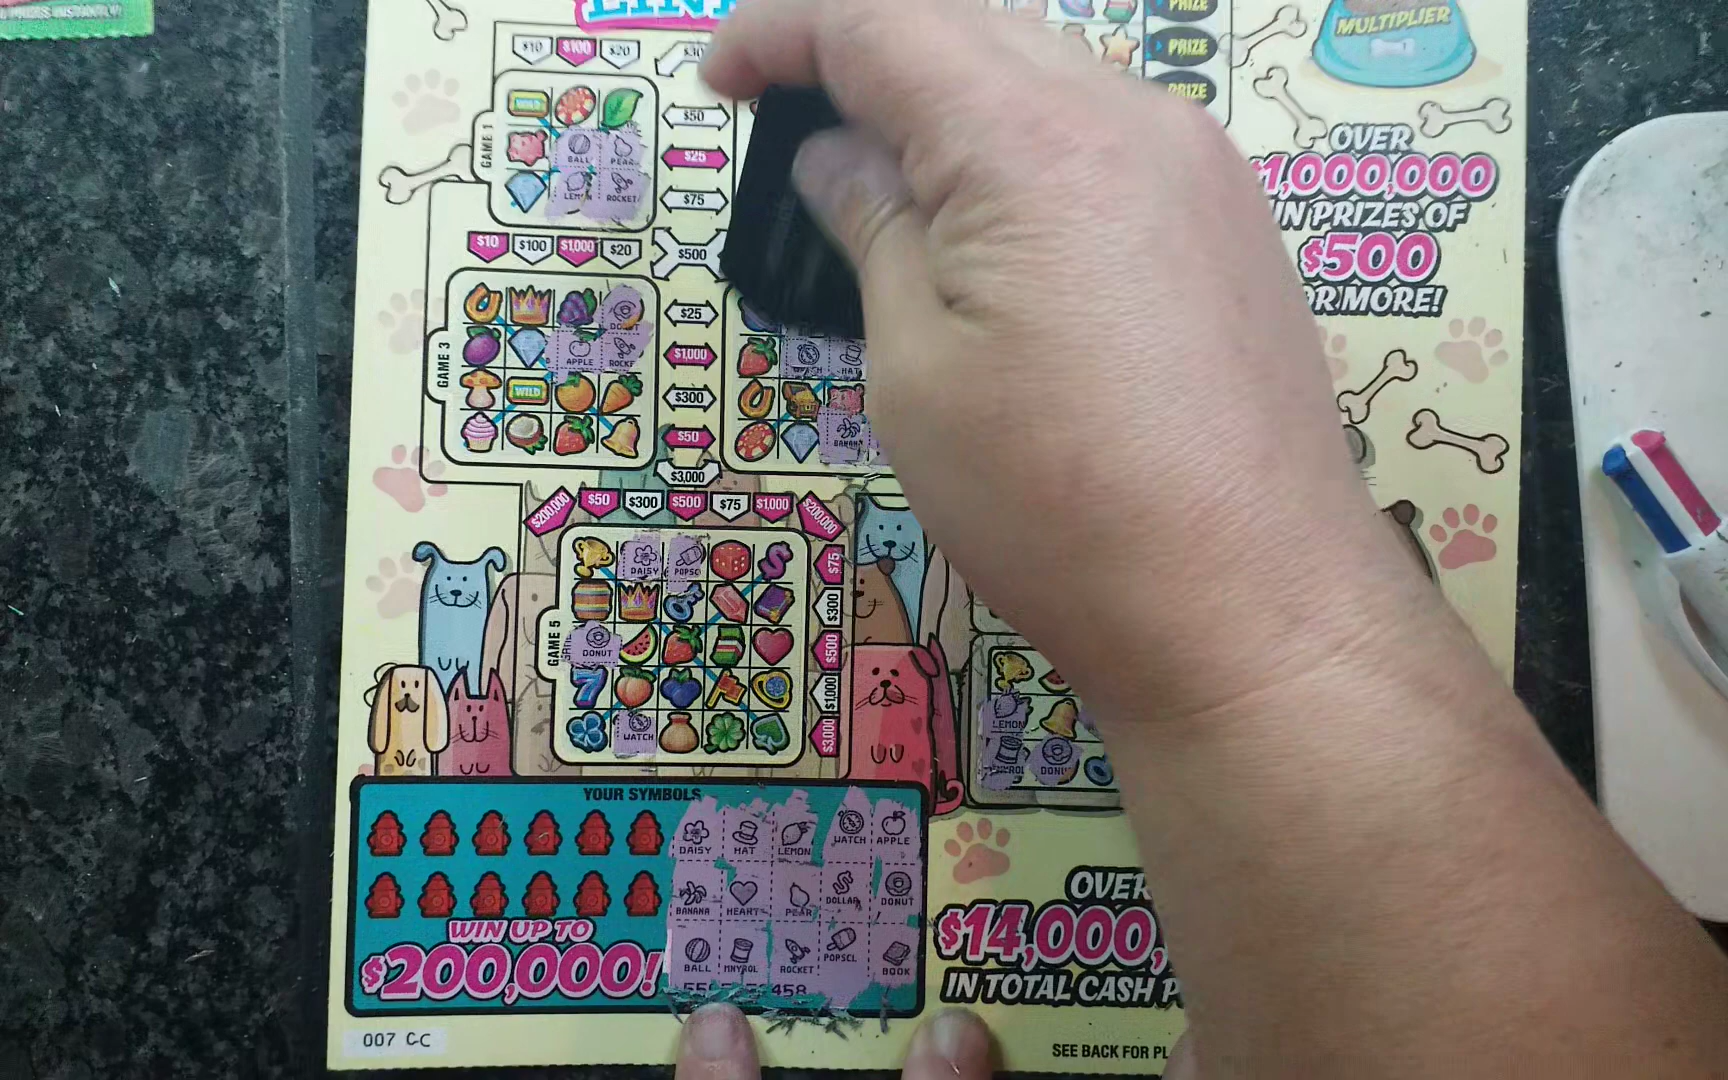 $10 $100 $20 $30
MULTIPLIER
PRIZE
PRIZE
PRIZE
GAME 1
WILD
BALL PEAR
LEMON ROCKET
$50
$25
$75
$10 $100 $1,000 $20 $500
GAME 3
DONUT
APPLE
WILD
$25
$1,000
$300
$50
$3,000
HAT
BANANA
OVER
$1,000,000
IN PRIZES OF
$500
OR MORE!
$200,000 $50 $300 $500 $75 $1,000 $200,000
GAME 5
DAISY POPSCL
DONUT
WATCH
$75
$300
$500
$1,000
$3,000
LEMON
YOUR SYMBOLS
DAISY HAT LEMON WATCH APPLE
BANANA HEART PEAR DOLLAR DONUT
BALL MNYROL ROCKET POPSCL BOOK
WIN UP TO
$200,000!
OVER
$14,000,
IN TOTAL CASH
007 GC
SEE BACK FOR